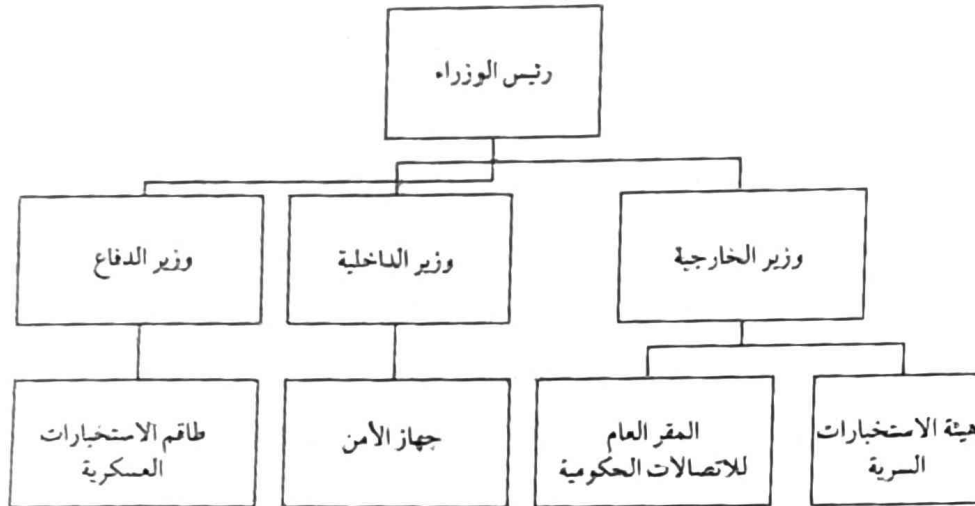 رئيس الوزراء
وزير الخارجية
وزير الداخلية
وزير الدفاع
هيئة الاستخبارات
السرية
المقر العام
للاتصالات الحكومية
جهاز الأمن
طاقم الاستخبارات
العسكرية